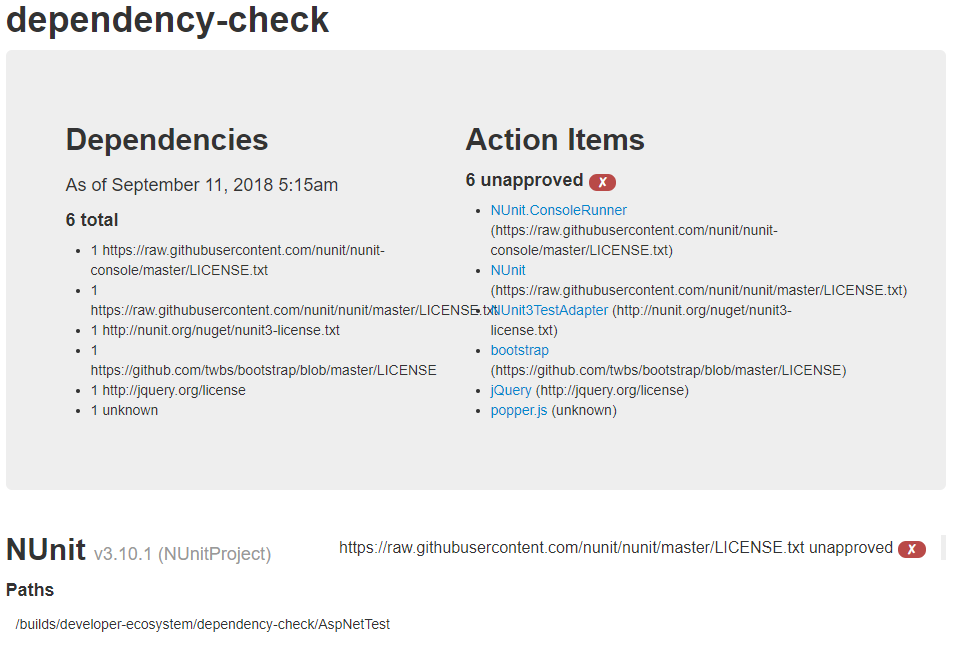 dependency-check
Dependencies
As of September 11, 2018 5:15am
6 total
1 https://raw.githubusercontent.com/nunit/nunit-
console/master/LICENSE.txt
1
https://raw.githubusercontent.com/nunit/nunit/master/LICENSE.txt
1 http://nunit.org/nuget/nunit3-license.txt
1
https://github.com/twbs/bootstrap/blob/master/LICENSE
1 http://jquery.org/license
1 unknown
Action Items
6 unapproved ✗
NUnit.ConsoleRunner
(https://raw.githubusercontent.com/nunit/nunit-
console/master/LICENSE.txt)
NUnit
(https://raw.githubusercontent.com/nunit/nunit/master/LICENSE.txt)
NUnit3TestAdapter (http://nunit.org/nuget/nunit3-
license.txt)
bootstrap
(https://github.com/twbs/bootstrap/blob/master/LICENSE)
jQuery (http://jquery.org/license)
popper.js (unknown)
NUnit v3.10.1 (NUnitProject)
https://raw.githubusercontent.com/nunit/nunit/master/LICENSE.txt unapproved ✗
Paths
/builds/developer-ecosystem/dependency-check/AspNetTest